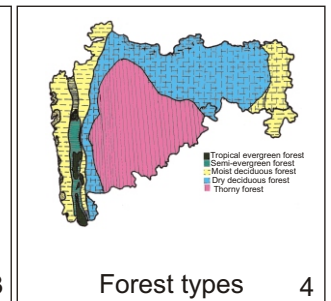 Tropical evergreen forest
Semi-evergreen forest
Moist deciduous forest
Dry deciduous forest
Thorny forest
Forest types 4